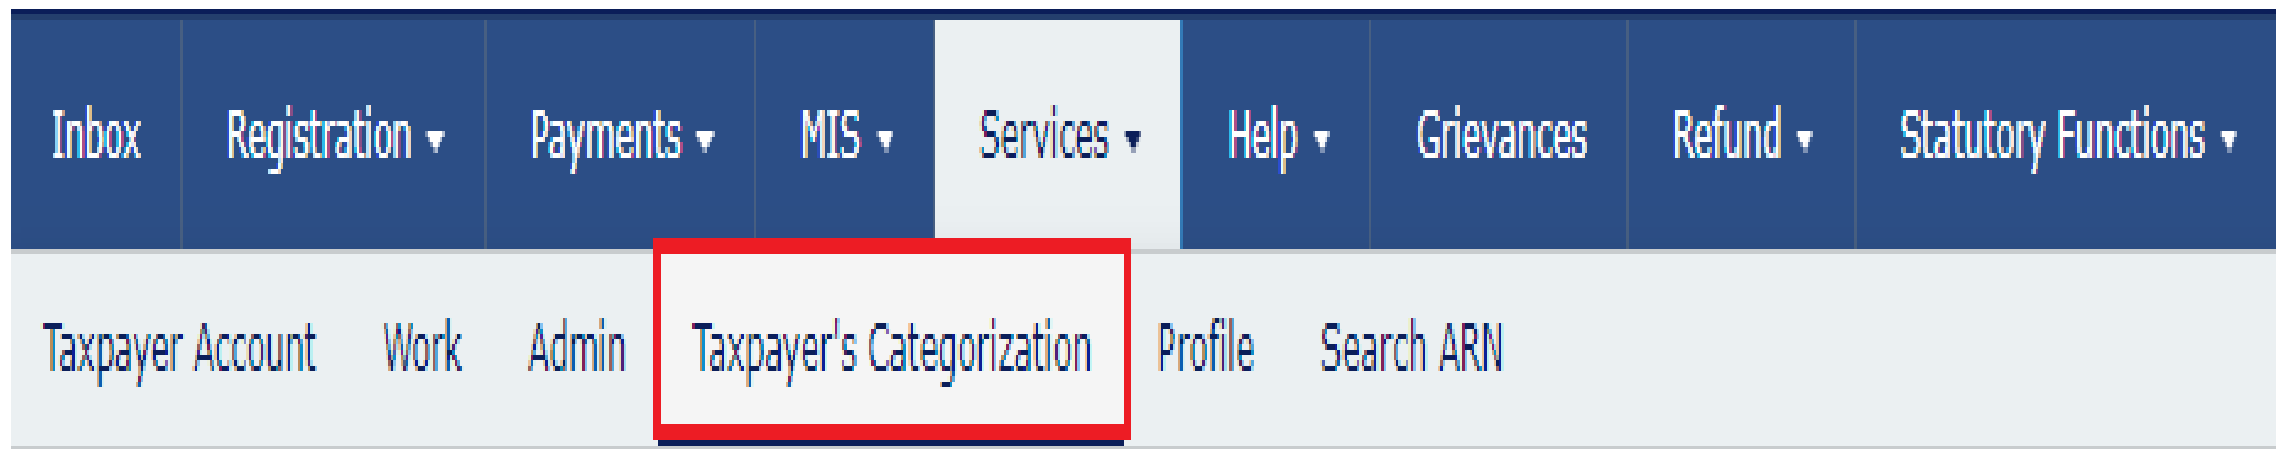 Inbox Registration ▾ Payments ▾ MIS ▾ Services ▾ Help ▾ Grievances Refund ▾ Statutory Functions ▾
Taxpayer Account Work Admin Taxpayer's Categorization Profile Search ARN